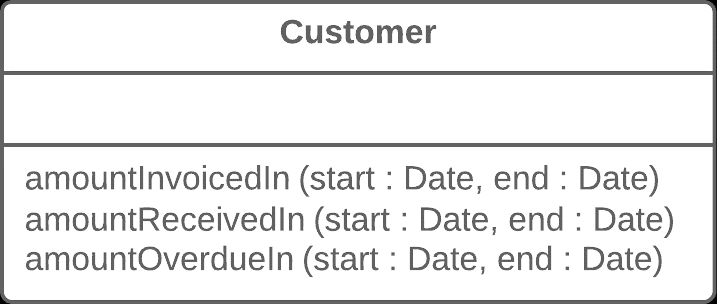 Customer
amountInvoicedIn (start : Date, end : Date)
amountReceivedIn (start : Date, end : Date)
amountOverdueIn (start : Date, end : Date)